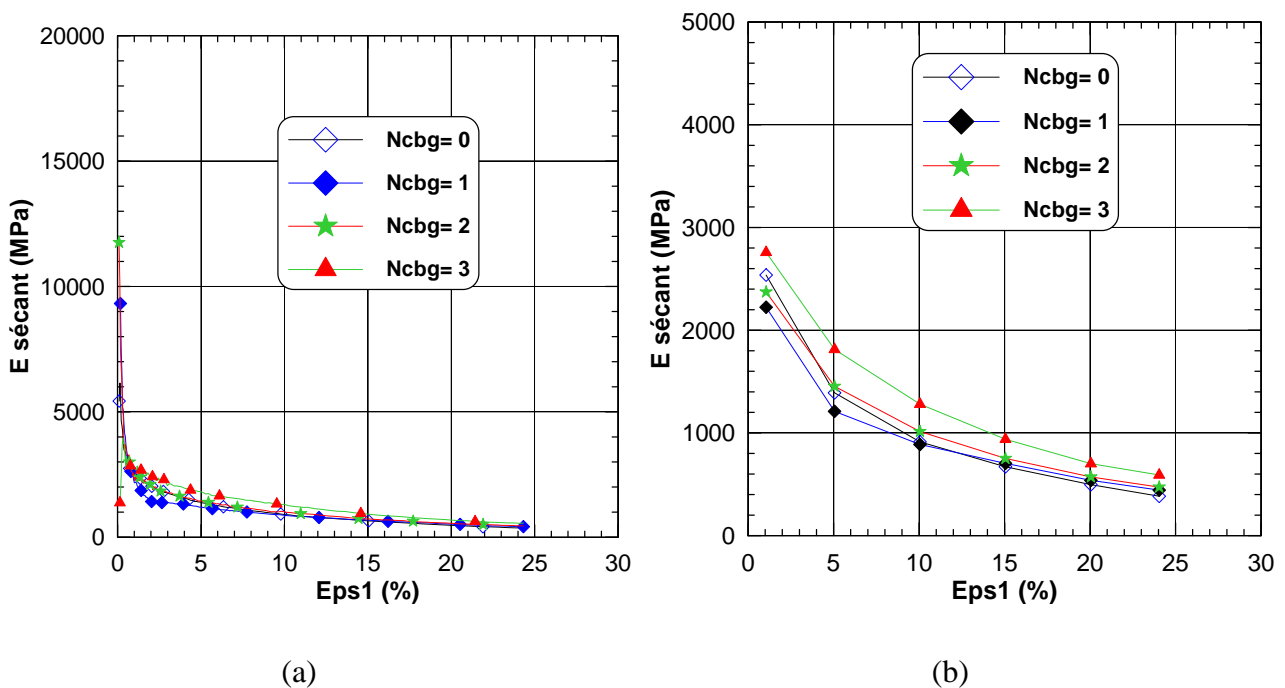 20000
15000
10000
5000
0
E sécant (MPa)
Ncbg= 0
Ncbg= 1
Ncbg= 2
Ncbg= 3
0 5 10 15 20 25 30
Eps1 (%)
(a)
5000
4000
3000
2000
1000
0
E sécant (MPa)
Ncbg= 0
Ncbg= 1
Ncbg= 2
Ncbg= 3
0 5 10 15 20 25 30
Eps1 (%)
(b)